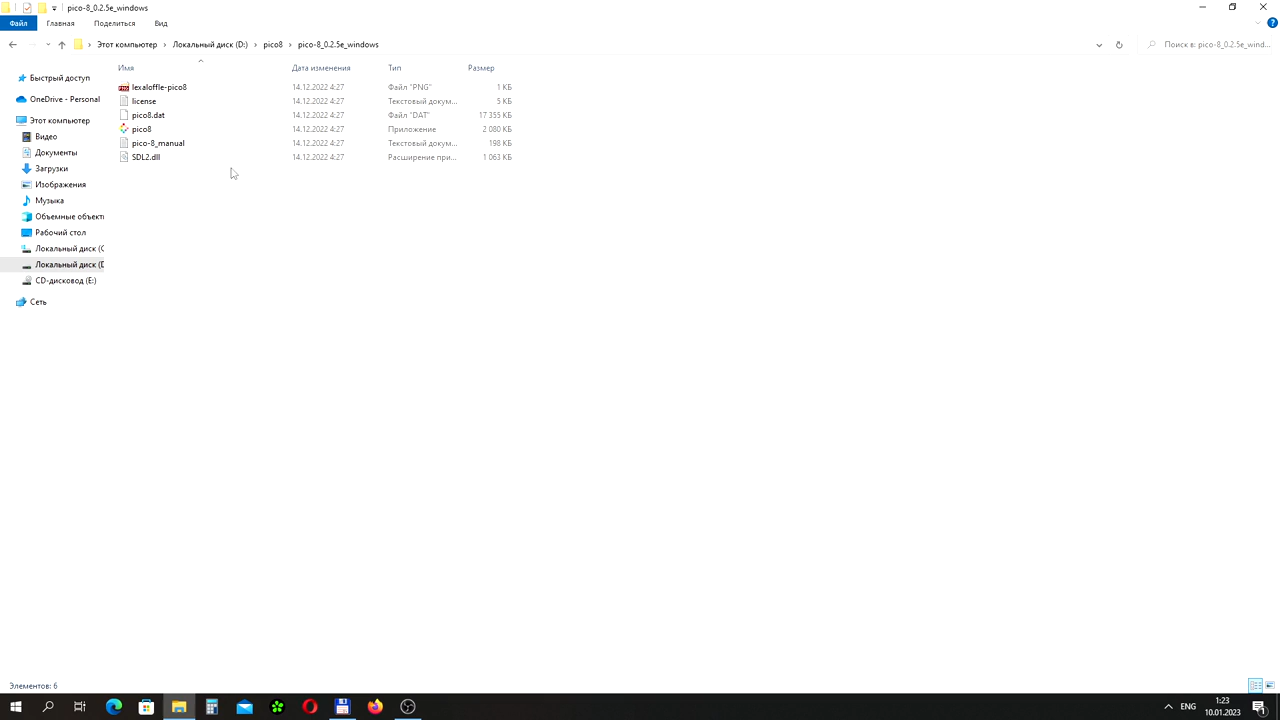 pico-8_0.2.5e_windows
Файл Главная Поделиться Вид
Этот компьютер Локальный диск (D:) pico8 pico-8_0.2.5e_windows Поиск в: pico-8_0.2.5e_wind...
Имя Дата изменения Тип Размер
Быстрый доступ
OneDrive - Personal
Этот компьютер
Видео
Документы
Загрузки
Изображения
Музыка
Объемные объект
Рабочий стол
Локальный диск (C
Локальный диск (D
CD-дисковод (E:)
Сеть
lexaloffle-pico8 14.12.2022 4:27 Файл "PNG" 1 КБ
license 14.12.2022 4:27 Текстовый докум... 5 КБ
pico8.dat 14.12.2022 4:27 Файл "DAT" 17 355 КБ
pico8 14.12.2022 4:27 Приложение 2 080 КБ
pico-8_manual 14.12.2022 4:27 Текстовый докум... 198 КБ
SDL2.dll 14.12.2022 4:27 Расширение при... 1 063 КБ
Элементов: 6
ENG
1:23
10.01.2023